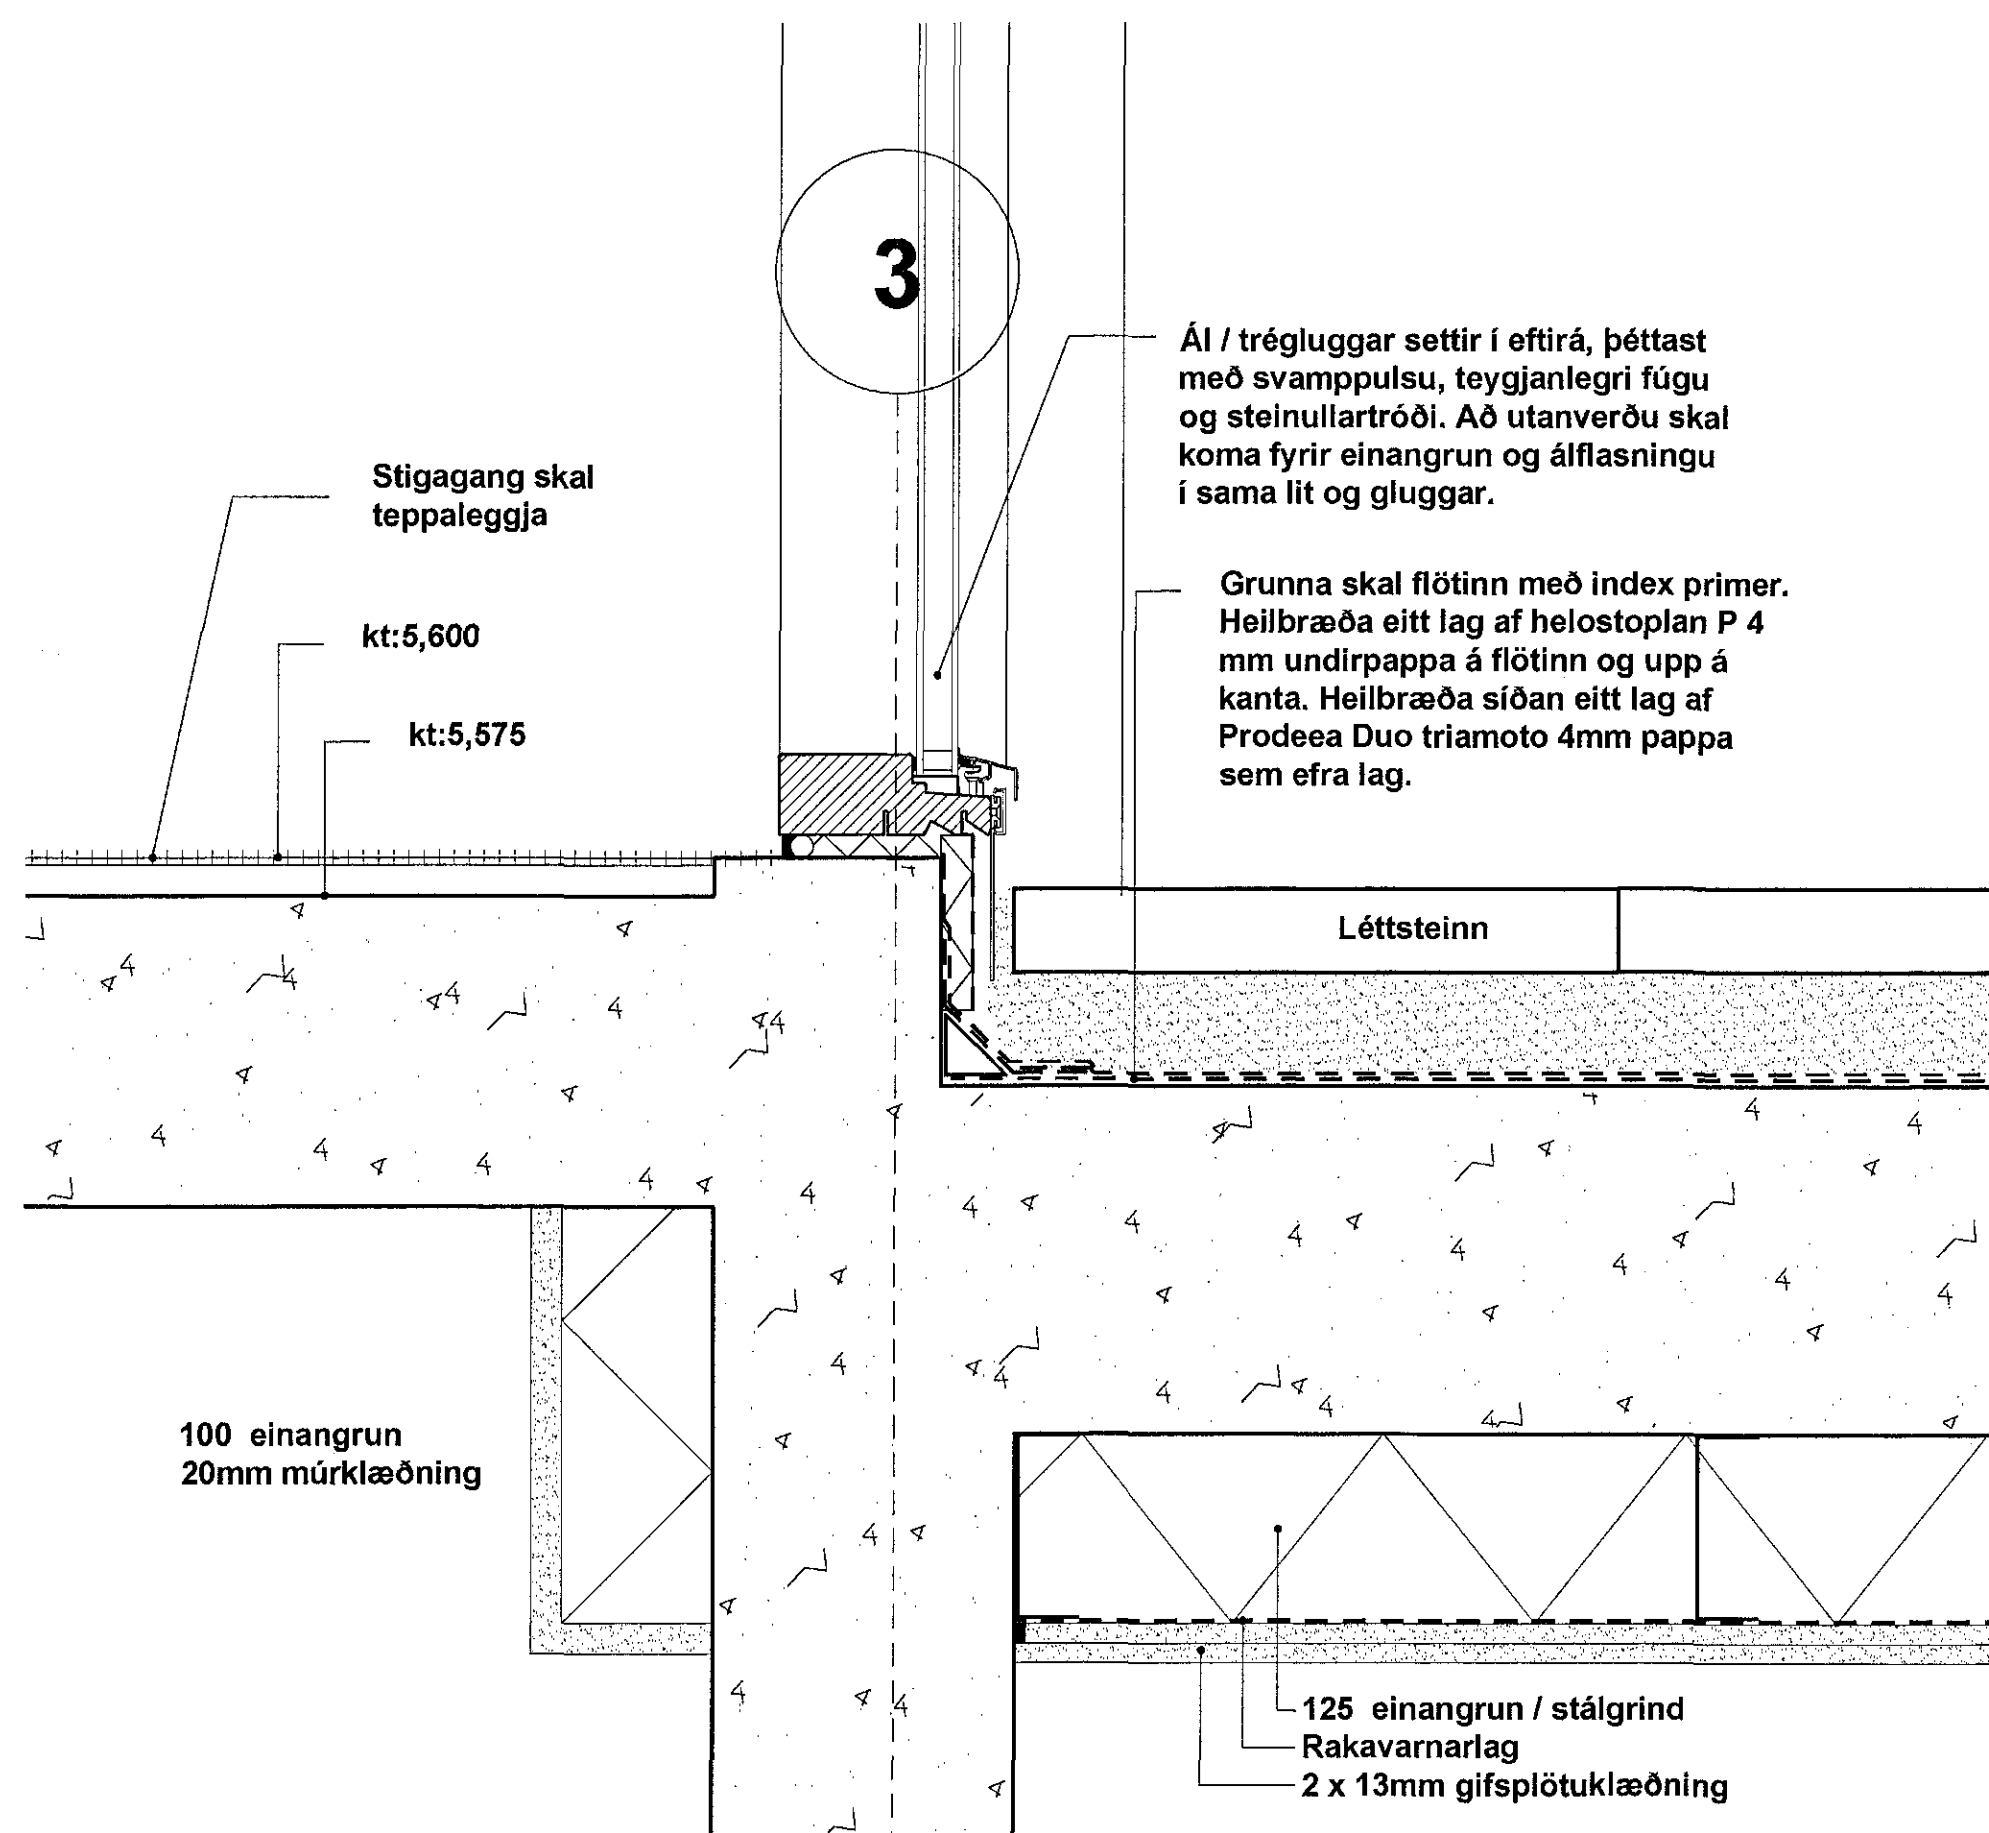 3
Ál / trégluggar settir í eftirá, þéttast
með svamppulsu, teygjanlegri fúgu
og steinullartróði. Að utanverðu skal
koma fyrir einangrun og álflasningu
í sama lit og gluggar.
Stigagang skal
teppaleggja
kt:5,600
kt:5,575
Grunna skal flötinn með index primer.
Heilbræða eitt lag af helostoplan P 4
mm undirpappa á flötinn og upp á
kanta. Heilbræða síðan eitt lag af
Prodeea Duo triamoto 4mm pappa
sem efra lag.
Léttsteinn
100 einangrun
20mm múrklæðning
125 einangrun / stálgrind
Rakavarnarlag
2 x 13mm gifsplötuklæðning